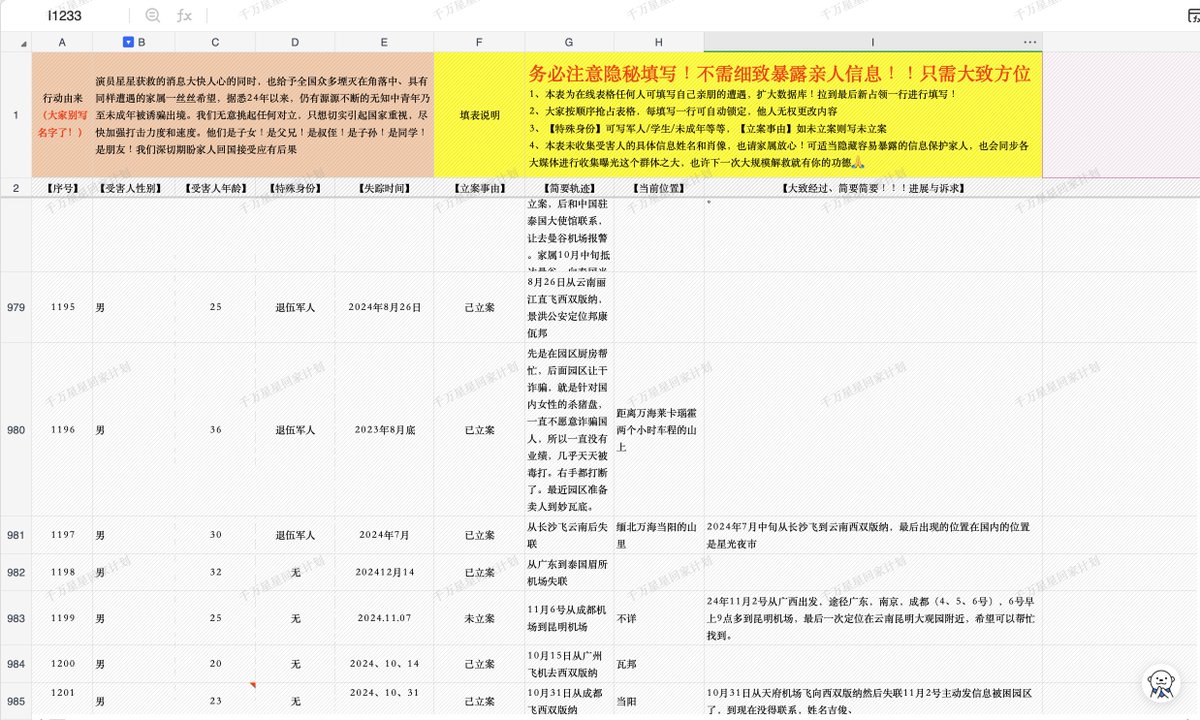 I1233
fx
A B C D E F G H I
1
行动由来
（大家别写
名字了！）
演员星星获救的消息大快人心的同时，也给予全国众多堙灭在角落中、具有
同样遭遇的家属一丝丝希望，据悉24年以来，仍有源源不断的无知中青年乃
至未成年被诱骗出境。我们无意挑起任何对立，只想切实引起国家重视，尽
快加强打击力度和速度。他们是子女！是父兄！是叔侄！是子孙！是同学！
是朋友！我们深切期盼家人回国接受应有后果
填表说明
务必注意隐秘填写！不需细致暴露亲人信息！！只需大致方位
1、本表为在线表格任何人可填写自己亲朋的遭遇，扩大数据库！拉到最后新占领一行进行填写！
2、大家按顺序抢占表格，每填写一行可自动锁定，他人无权更改内容
3、【特殊身份】可写军人/学生/未成年等等，【立案事由】如未立案则写未立案
4、本表未收集受害人的具体信息姓名和肖像，也请家属放心！可适当隐藏容易暴露的信息保护家人，也会同步各
大媒体进行收集曝光这个群体之大，也许下一次大规模解救就有你的功德🙏
2 【序号】 【受害人性别】 【受害人年龄】 【特殊身份】 【失踪时间】 【立案事由】 【简要轨迹】 【当前位置】 【大致经过、简要简要！！！进展与诉求】
立案，后和中国驻
泰国大使馆联系，
让去曼谷机场报警
。家属10月中旬抵
。
979 1195 男 25 退伍军人 2024年8月26日 已立案
8月26日从云南丽
江直飞西双版纳，
景洪公安定位邦康
佤邦
980 1196 男 36 退伍军人 2023年8月底 已立案
先是在园区厨房帮
忙，后面园区让干
诈骗，就是针对国
内女性的杀猪盘，
一直不愿意诈骗国
人，所以一直没有
业绩，几乎天天被
毒打。右手都打断
了。最近园区准备
卖人到妙瓦底。
距离万海莱卡瑙霍
两个小时车程的山
上
981 1197 男 30 退伍军人 2024年7月 已立案
从长沙飞云南后失
联
缅北万海当阳的山
里
2024年7月中旬从长沙飞到云南西双版纳，最后出现的位置在国内的位置
是星光夜市
982 1198 男 32 无 202412月14 已立案
从广东到泰国眉所
机场失联
983 1199 男 25 无 2024.11.07 未立案
11月6号从成都机
场到昆明机场
不详
24年11月2号从广西出发，途径广东，南京，成都（4、5、6号），6号早
上9点多到昆明机场，最后一次定位在云南昆明大观园附近，希望可以帮忙
找到。
984 1200 男 20 无 2024、10、14 已立案
10月15日从广州
飞机去西双版纳
瓦邦
985 1201 男 23 无 2024、10、31 已立案
10月31日从成都
飞西双版纳
当阳
10月31日从天府机场飞向西双版纳然后失联11月2号主动发信息被困园区
了，到现在没得联系，姓名吉俊、
千万星星回家计划